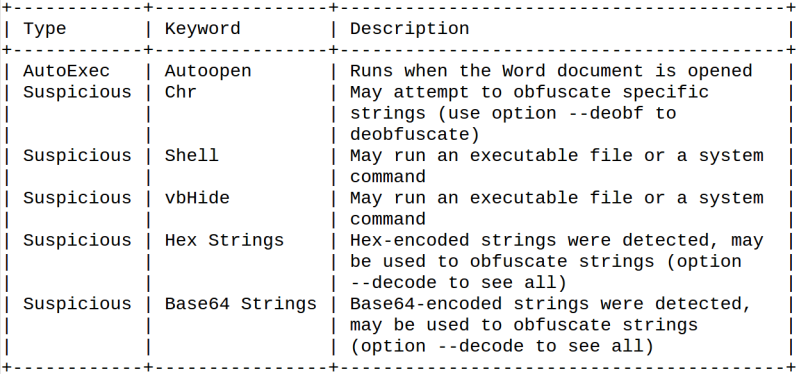 +------------+----------------+-----------------------------------------+
| Type       | Keyword        | Description                             |
+------------+----------------+-----------------------------------------+
| AutoExec   | Autoopen       | Runs when the Word document is opened   |
| Suspicious | Chr            | May attempt to obfuscate specific       |
|            |                | strings (use option --deobf to          |
|            |                | deobfuscate)                            |
| Suspicious | Shell          | May run an executable file or a system  |
|            |                | command                                 |
| Suspicious | vbHide         | May run an executable file or a system  |
|            |                | command                                 |
| Suspicious | Hex Strings    | Hex-encoded strings were detected, may  |
|            |                | be used to obfuscate strings (option    |
|            |                | --decode to see all)                    |
| Suspicious | Base64 Strings | Base64-encoded strings were detected,   |
|            |                | may be used to obfuscate strings        |
|            |                | (option --decode to see all)            |
+------------+----------------+-----------------------------------------+